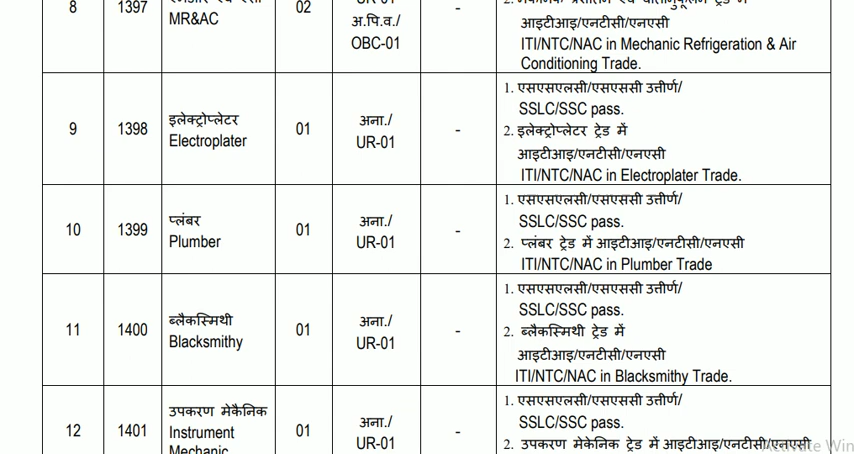 8
1397
MR&AC
02
अ.पि.व./
OBC-01
-
आइटीआइ/एनटीसी/एनएसी
ITI/NTC/NAC in Mechanic Refrigeration & Air
Conditioning Trade.
9
1398
इलेक्ट्रोप्लेटर
Electroplater
01
अना./
UR-01
-
1. एसएसएलसी/एसएससी उत्तीर्ण/
SSLC/SSC pass.
2. इलेक्ट्रोप्लेटर ट्रेड में
आइटीआइ/एनटीसी/एनएसी
ITI/NTC/NAC in Electroplater Trade.
10
1399
प्लंबर
Plumber
01
अना./
UR-01
-
1. एसएसएलसी/एसएससी उत्तीर्ण/
SSLC/SSC pass.
2. प्लंबर ट्रेड में आइटीआइ/एनटीसी/एनएसी
ITI/NTC/NAC in Plumber Trade
11
1400
ब्लैकस्मिथी
Blacksmithy
01
अना./
UR-01
-
1. एसएसएलसी/एसएससी उत्तीर्ण/
SSLC/SSC pass.
2. ब्लैकस्मिथी ट्रेड में
आइटीआइ/एनटीसी/एनएसी
ITI/NTC/NAC in Blacksmithy Trade.
12
1401
उपकरण मेकैनिक
Instrument
Mechanic
01
अना./
UR-01
-
1. एसएसएलसी/एसएससी उत्तीर्ण/
SSLC/SSC pass.
2. उपकरण मेकेनिक ट्रेड में आइटीआइ/एनटीसी/एनएसी
Activate Win